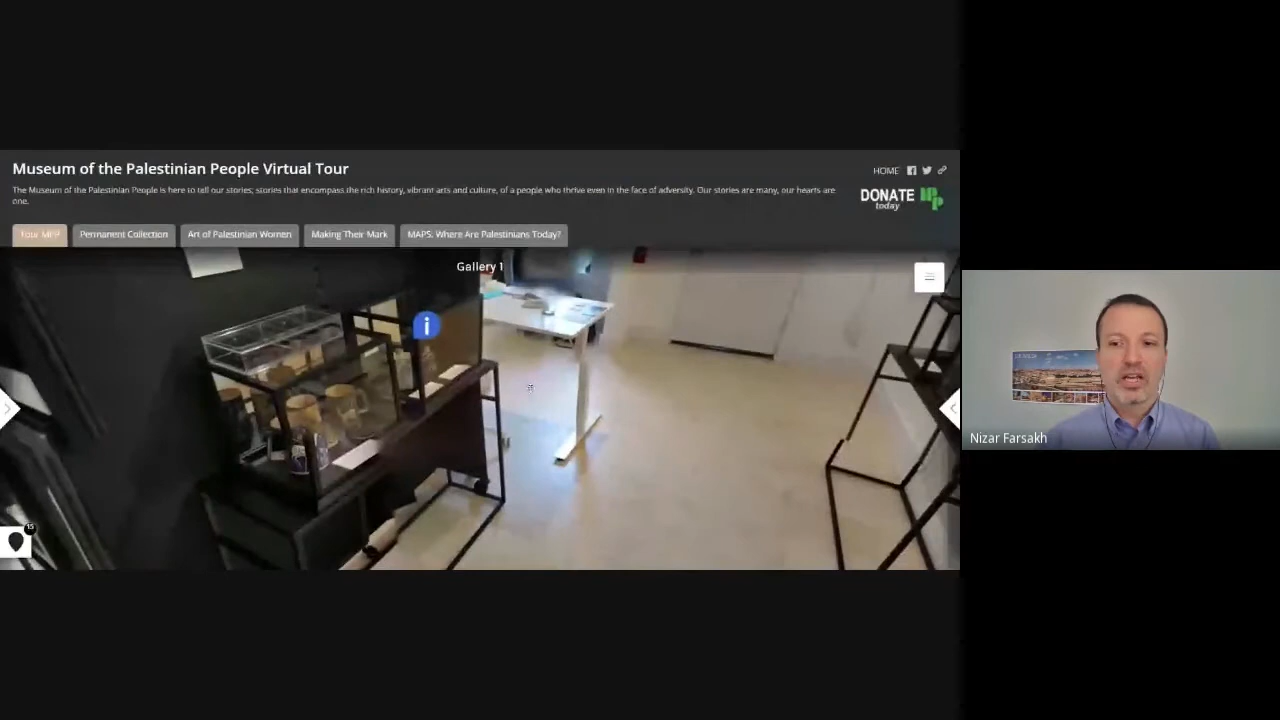 Museum of the Palestinian People Virtual Tour
HOME
The Museum of the Palestinian People is here to tell our stories; stories that encompass the rich history, vibrant arts and culture, of a people who thrive even in the face of adversity. Our stories are many, our hearts are
one.
DONATE
today
Tour MPP
Permanent Collection
Art of Palestinian Women
Making Their Mark
MAPS: Where Are Palestinians Today?
Gallery 1
i
15
Nizar Farsakh